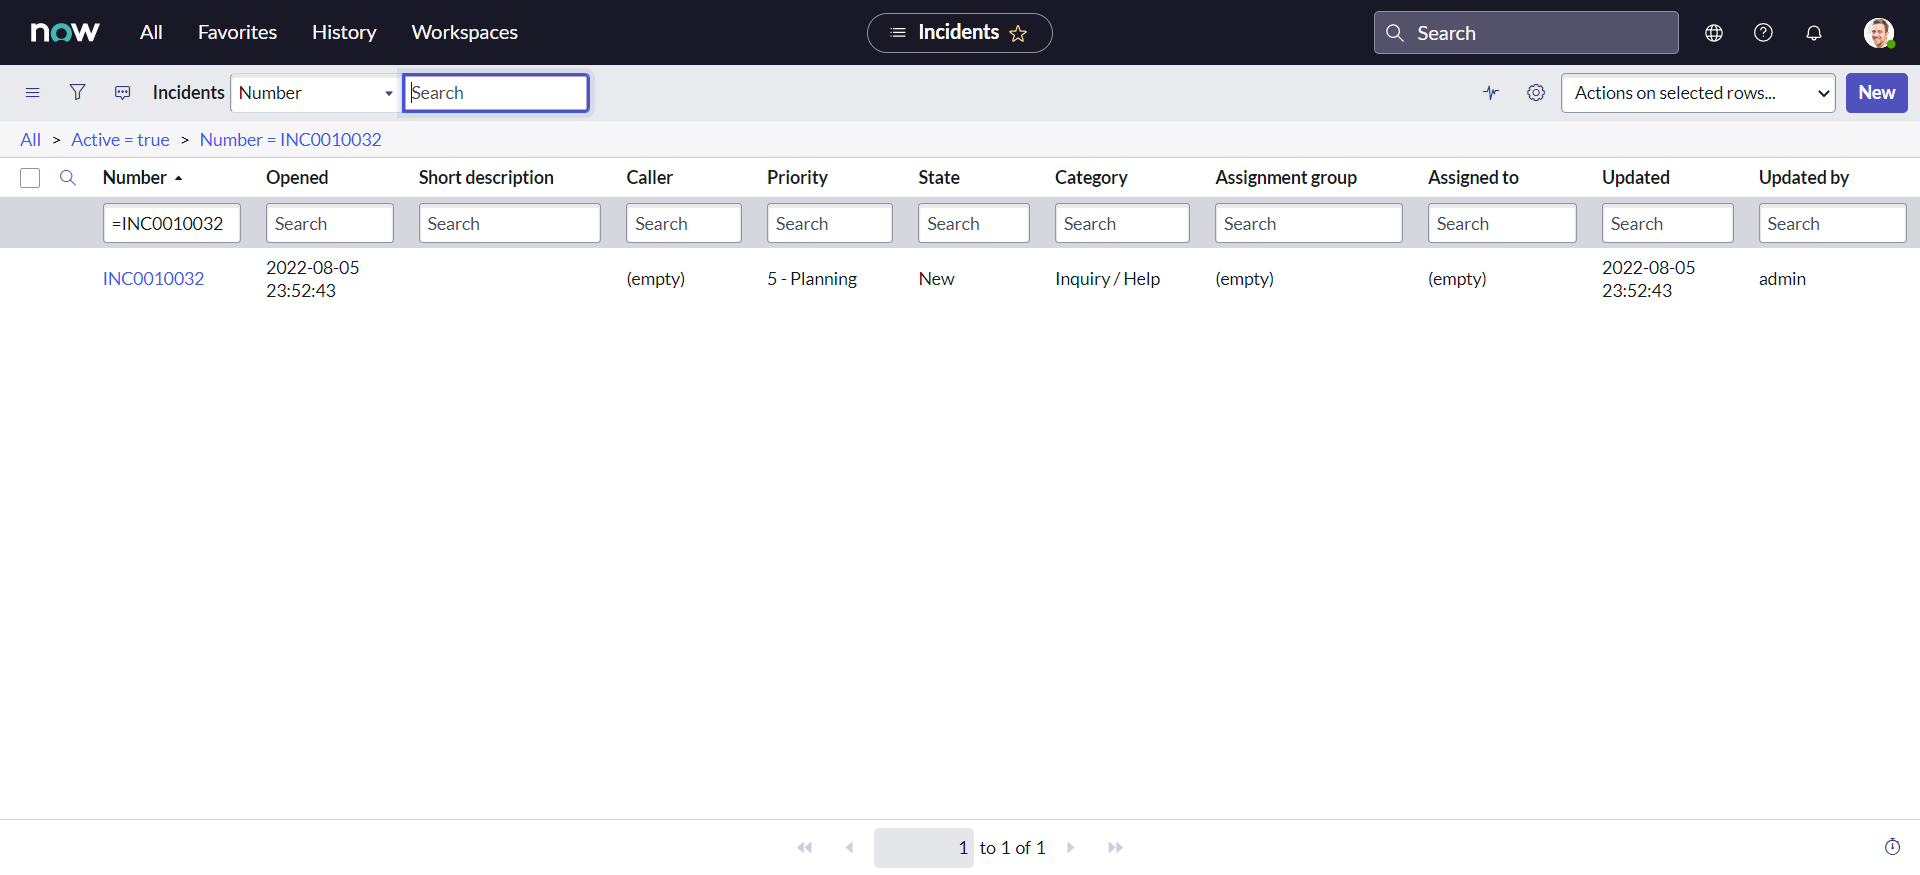 now All Favorites History Workspaces Incidents Search
Incidents Number Search Actions on selected rows... New
All > Active = true > Number = INC0010032
Number Opened Short description Caller Priority State Category Assignment group Assigned to Updated Updated by
=INC0010032 Search Search Search Search Search Search Search Search Search Search
INC0010032 2022-08-05 (empty) 5 - Planning New Inquiry / Help (empty) (empty) 2022-08-05 admin
23:52:43 23:52:43
1 to 1 of 1